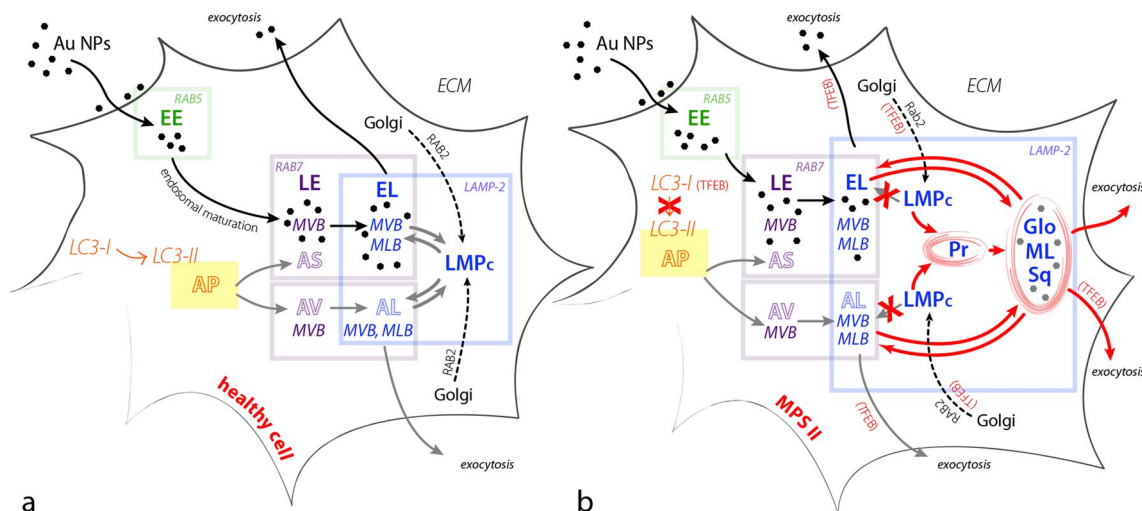 exocytosis
Au NPs
ECM
RAB5
EE
Golgi
RAB2
endosomal maturation
RAB7
LE
EL
LAMP-2
MVB
MVB
MLB
LMPc
LC3-I
LC3-II
AP
AS
AV
AL
MVB
MVB, MLB
RAB2
Golgi
healthy cell
exocytosis
a
exocytosis
Au NPs
ECM
(TFEB)
RAB5
EE
Golgi
(TFEB)
Rab2
LAMP-2
RAB7
LE
EL
MVB
MVB
MLB
LMPc
LC3-I (TFEB)
LC3-II
AP
AS
exocytosis
Glo
ML
Sq
Pr
AV
AL
MVB
MVB
MLB
LMPc
(TFEB)
exocytosis
(TFEB)
(TFEB)
RAB2
Golgi
MPS II
exocytosis
b